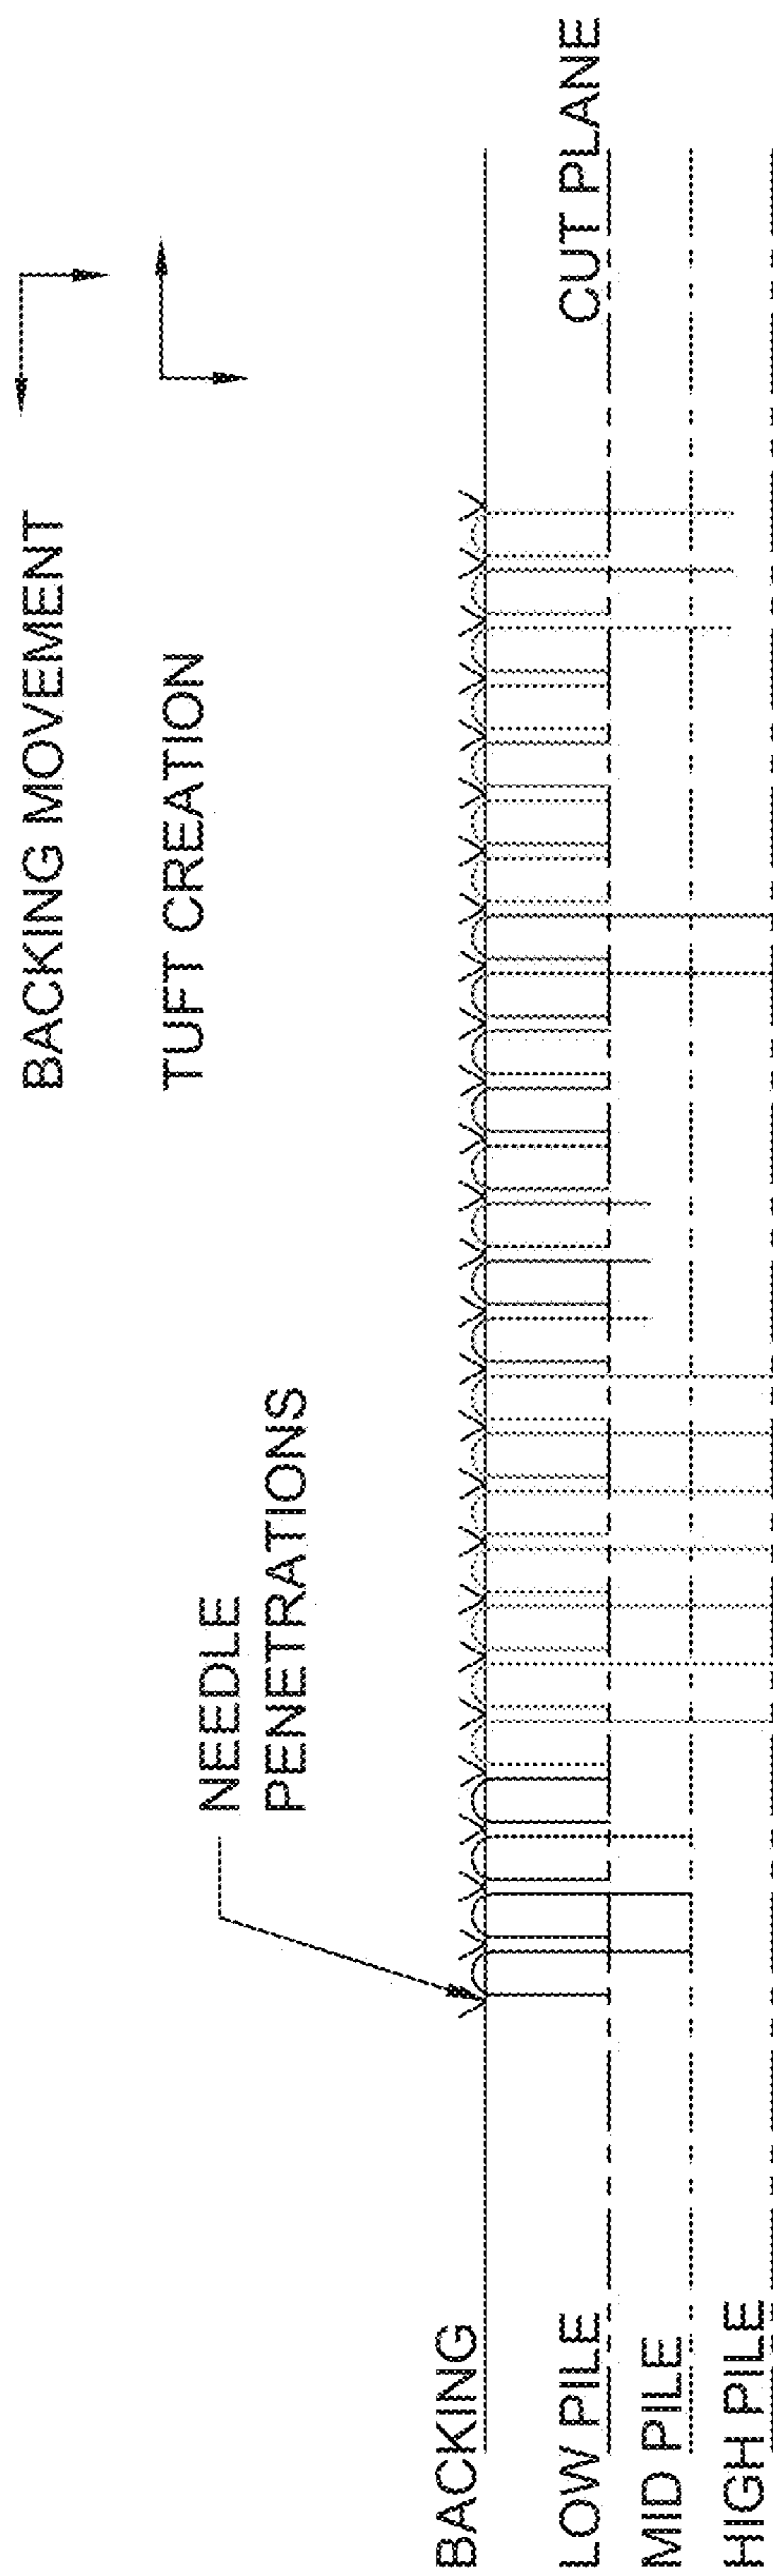 BACKING MOVEMENT
TUFT CREATION
NEEDLE
PENETRATIONS
BACKING
LOW PILE
CUT PLANE
MID PILE
HIGH PILE